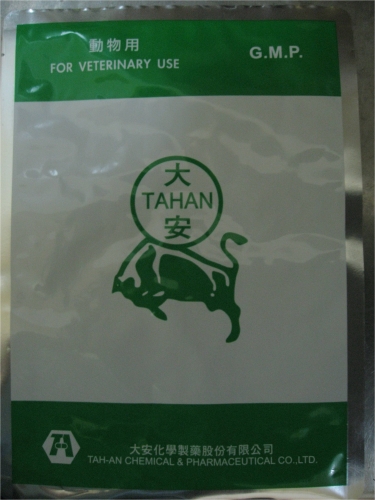 動物用
FOR VETERINARY USE
G.M.P.
大
TAHAN
安
大安化學製藥股份有限公司
TAH-AN CHEMICAL & PHARMACEUTICAL CO.,LTD.